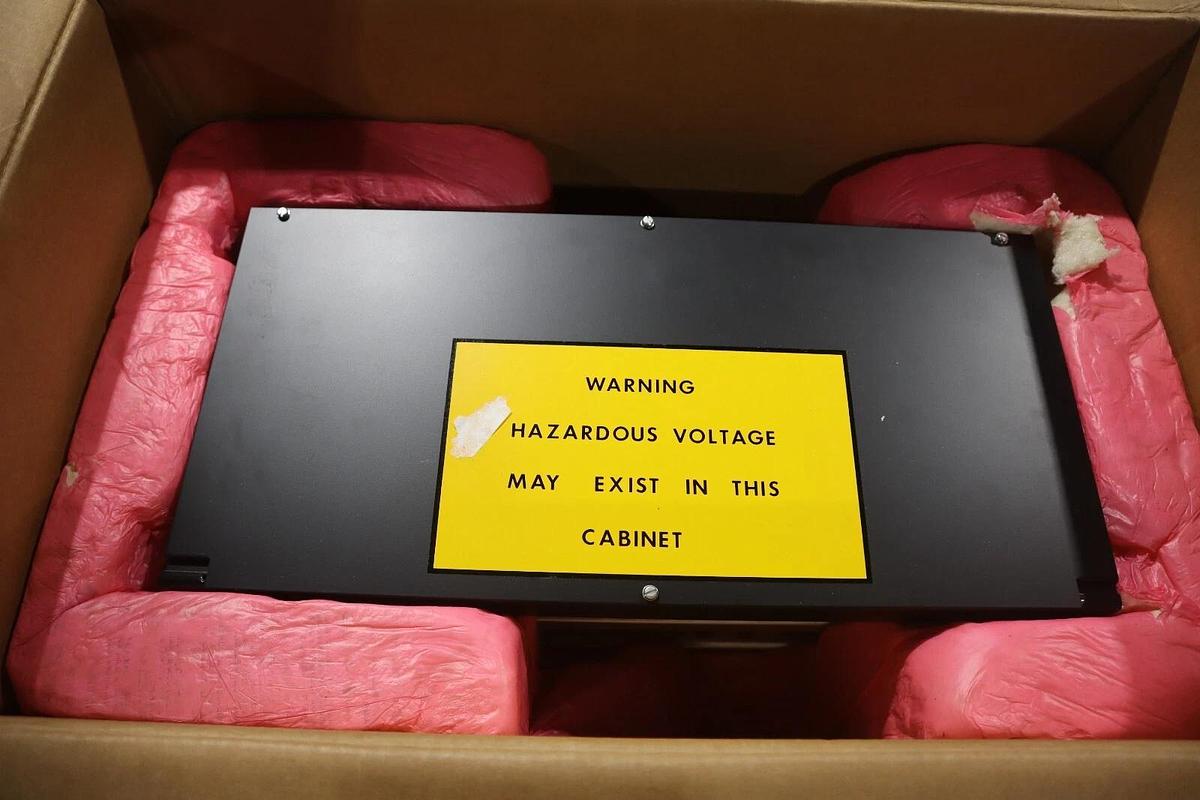 WARNING
HAZARDOUS VOLTAGE
MAY EXIST IN THIS
CABINET